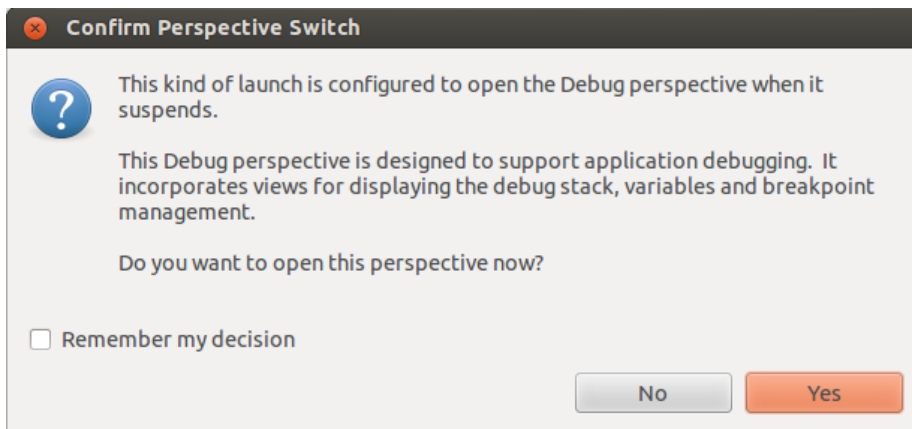 Confirm Perspective Switch
This kind of launch is configured to open the Debug perspective when it
suspends.
This Debug perspective is designed to support application debugging.  It
incorporates views for displaying the debug stack, variables and breakpoint
management.
Do you want to open this perspective now?
Remember my decision
No
Yes